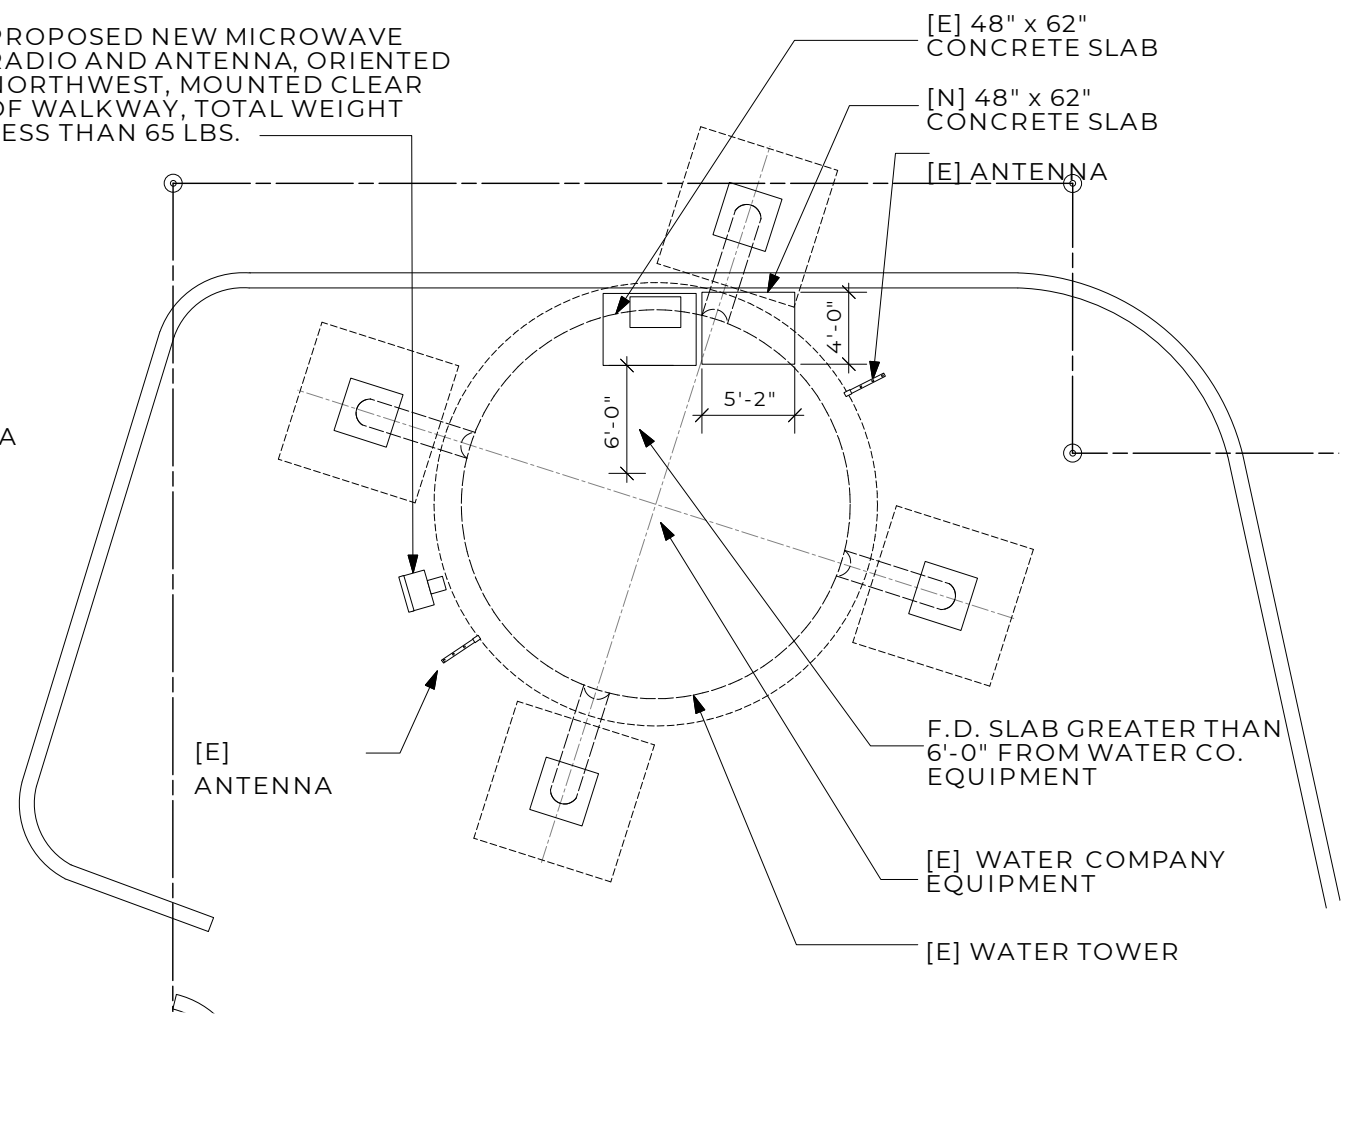 [E] 48" x 62"
CONCRETE SLAB
PROPOSED NEW MICROWAVE
RADIO AND ANTENNA, ORIENTED
NORTHWEST, MOUNTED CLEAR
OF WALKWAY, TOTAL WEIGHT
LESS THAN 65 LBS.
[N] 48" x 62"
CONCRETE SLAB
[E] ANTENNA
4'-0"
5'-2"
6'-0"
A
[E]
ANTENNA
F.D. SLAB GREATER THAN
6'-0" FROM WATER CO.
EQUIPMENT
[E] WATER COMPANY
EQUIPMENT
[E] WATER TOWER